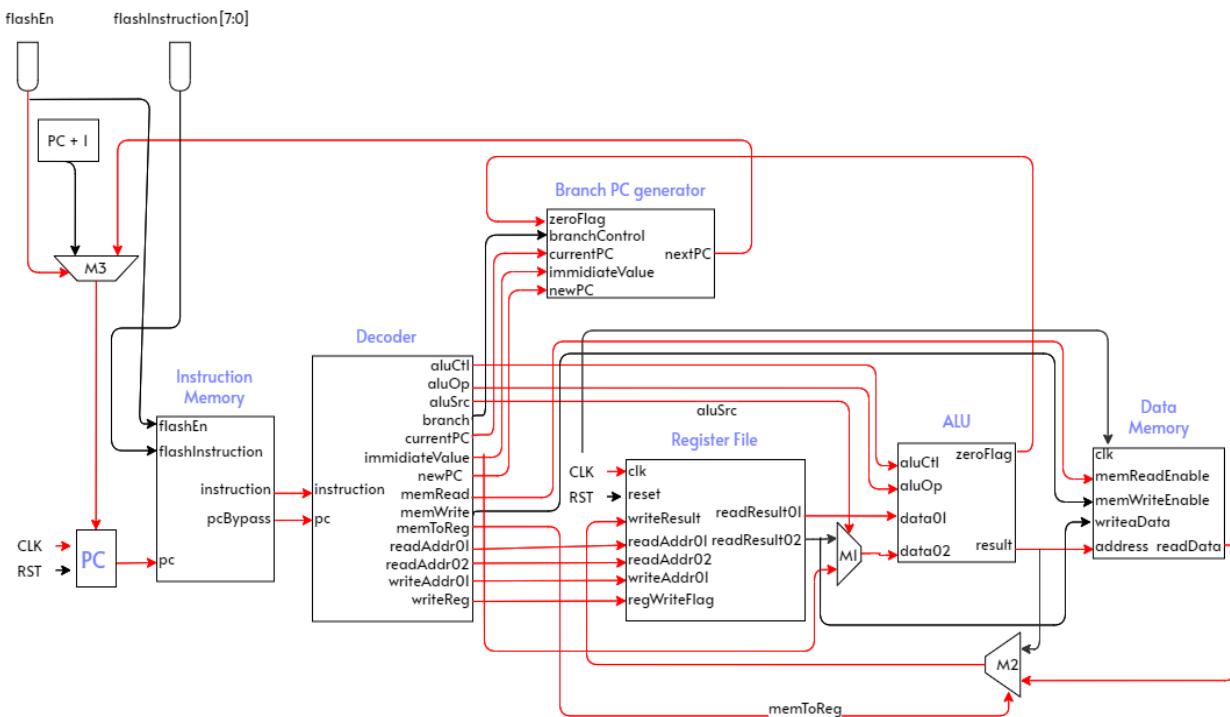 flashEn
flashInstruction [7:0]
PC + 1
M3
Branch PC generator
zeroFlag
branchControl
currentPC
nextPC
immidiateValue
newPC
Instruction
Memory
flashEn
flashInstruction
instruction
pcBypass
pc
CLK
RST
PC
Decoder
instruction
pc
aluCtl
aluOp
aluSrc
branch
currentPC
immidiateValue
newPC
memRead
memWrite
memToReg
readAddr01
readAddr02
writeAddr01
writeReg
aluSrc
Register File
CLK
RST
clk
reset
writeResult
readAddr01
readAddr02
writeAddr01
regWriteFlag
readResult01
readResult02
M1
ALU
zeroFlag
aluCtl
aluOp
data01
data02
result
Data
Memory
clk
memReadEnable
memWriteEnable
writeaData
address readData
M2
memToReg